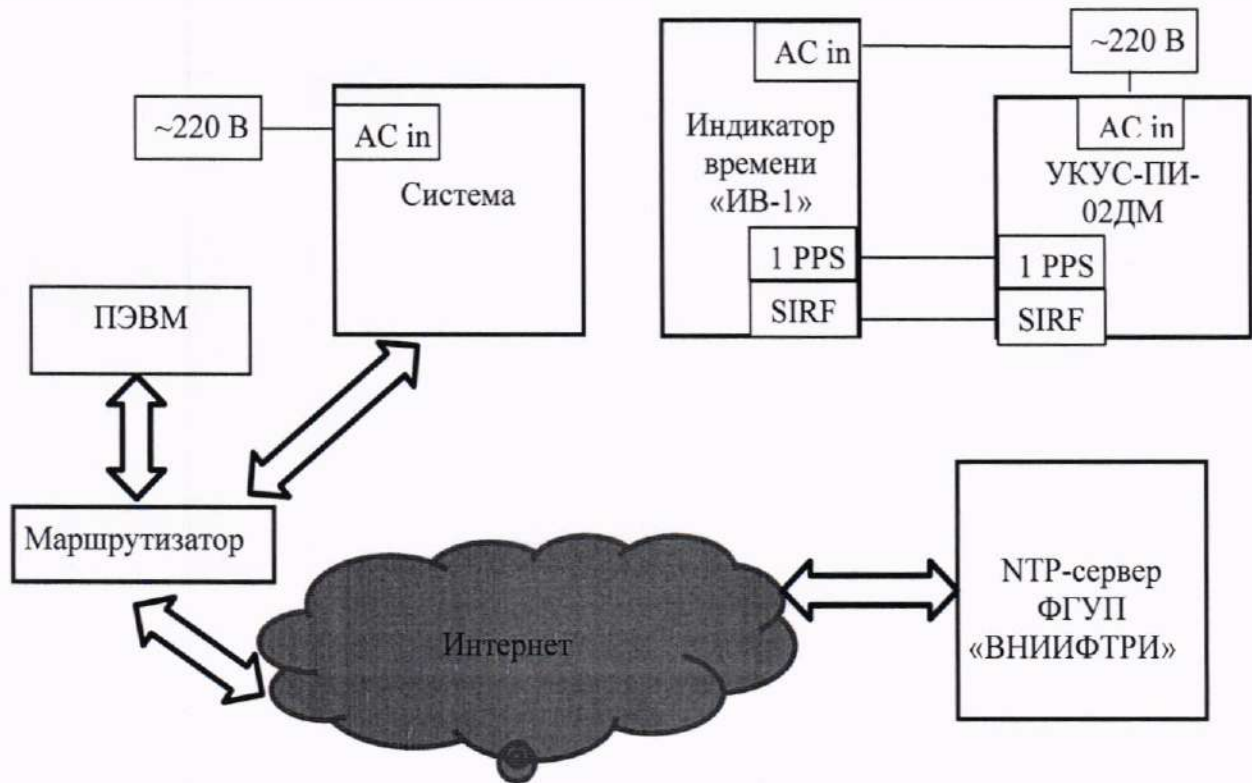 ~220 В
AC in
Система
ПЭВМ
Маршрутизатор
Интернет
AC in
Индикатор
времени
«ИВ-1»
1 PPS
SIRF
~220 В
AC in
УКУС-ПИ-
02ДМ
1 PPS
SIRF
NTP-сервер
ФГУП
«ВНИИФТРИ»